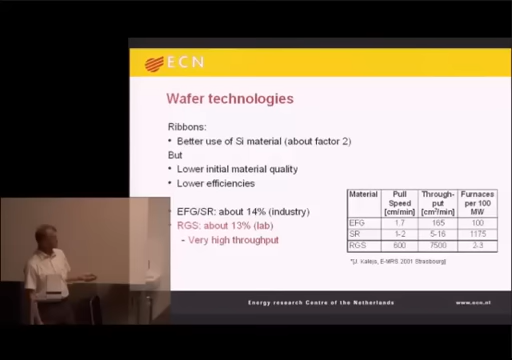 ECN
Wafer technologies
Ribbons:
• Better use of Si material (about factor 2)
But
• Lower initial material quality
• Lower efficiencies
• EFG/SR: about 14% (industry)
• RGS: about 13% (lab)
- Very high throughput
Material Pull Speed [cm/min] Through-put [cm²/min] Furnaces per 100 MW
EFG 1.7 165 100
SR 1-2 5-16 1175
RGS 600 7500 2-3
E-MRS 2001 Strasbourg]
Energy research Centre of the Netherlands
www.ecn.nl